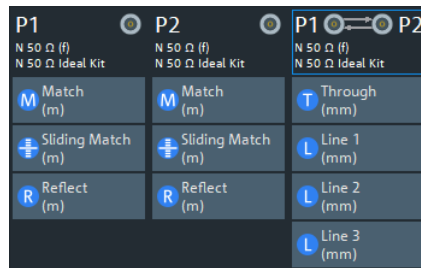 P1
N 50 Ω (f)
N 50 Ω Ideal Kit
M Match
(m)
Sliding Match
(m)
R Reflect
(m)
P2
N 50 Ω (f)
N 50 Ω Ideal Kit
M Match
(m)
Sliding Match
(m)
R Reflect
(m)
P1 P2
N 50 Ω (f)
N 50 Ω Ideal Kit
T Through
(mm)
L Line 1
(mm)
L Line 2
(mm)
L Line 3
(mm)